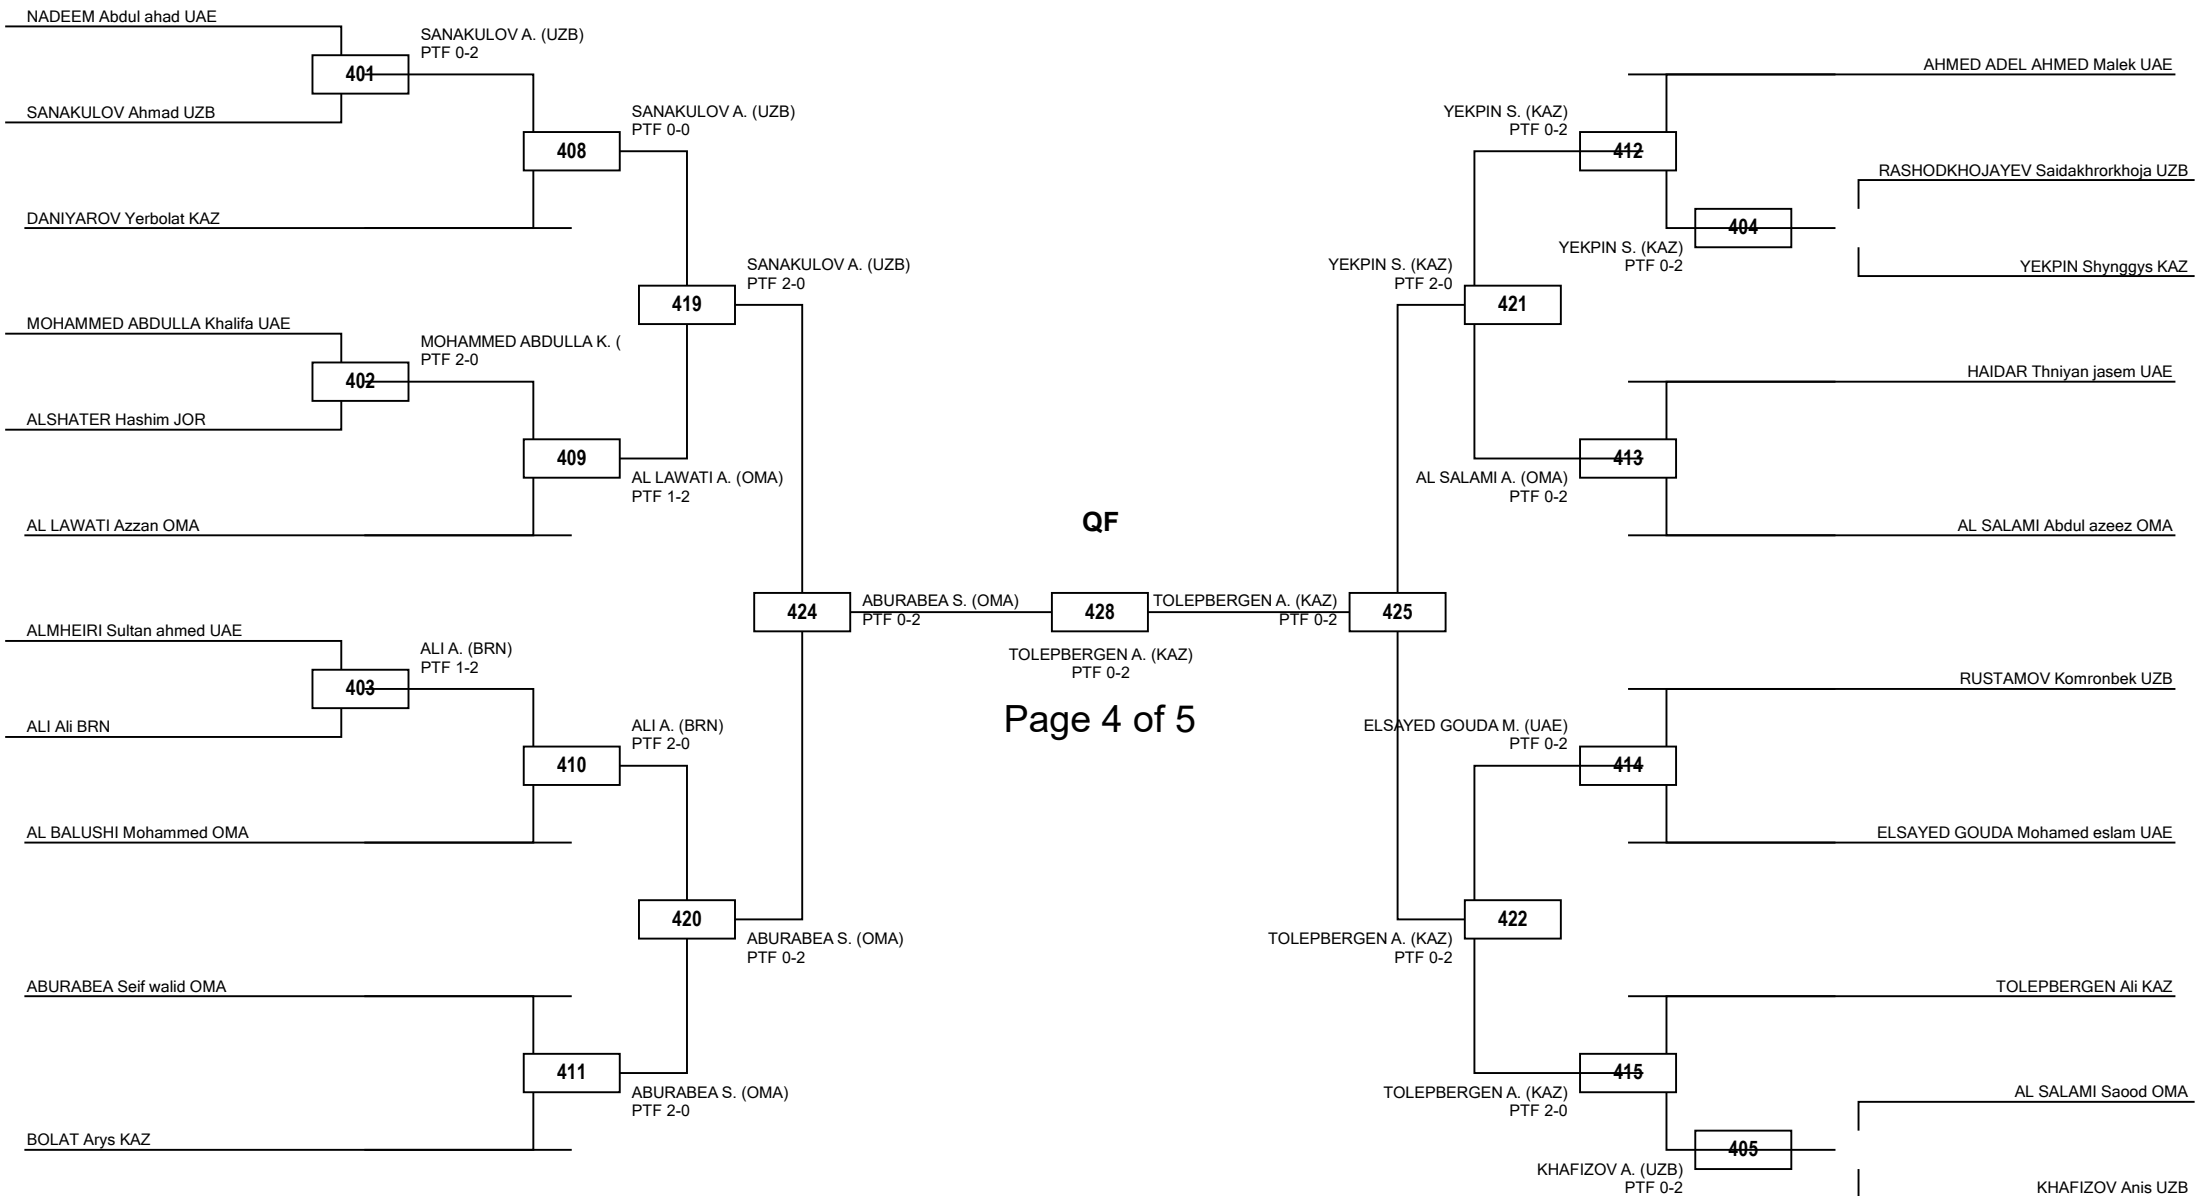 NADEEM Abdul ahad UAE
SANAKULOV A. (UZB)
PTF 0-2
401
SANAKULOV Ahmad UZB
SANAKULOV A. (UZB)
PTF 0-0
408
DANIYAROV Yerbolat KAZ
SANAKULOV A. (UZB)
PTF 2-0
419
MOHAMMED ABDULLA Khalifa UAE
MOHAMMED ABDULLA K. (
PTF 2-0
402
ALSHATER Hashim JOR
409
AL LAWATI A. (OMA)
PTF 1-2
AL LAWATI Azzan OMA
424
ABURABEA S. (OMA)
PTF 0-2
ALMHEIRI Sultan ahmed UAE
ALI A. (BRN)
PTF 1-2
403
ALI Ali BRN
ALI A. (BRN)
PTF 2-0
410
AL BALUSHI Mohammed OMA
420
ABURABEA S. (OMA)
PTF 0-2
ABURABEA Seif walid OMA
411
ABURABEA S. (OMA)
PTF 2-0
BOLAT Arys KAZ
QF
428
TOLEPBERGEN A. (KAZ)
PTF 0-2
Page 4 of 5
AHMED ADEL AHMED Malek UAE
YEKPIN S. (KAZ)
PTF 0-2
412
RASHODKHOJAYEV Saidakhrorkhoja UZB
404
YEKPIN S. (KAZ)
PTF 0-2
YEKPIN Shynggys KAZ
YEKPIN S. (KAZ)
PTF 2-0
421
HAIDAR Thniyan jasem UAE
413
AL SALAMI A. (OMA)
PTF 0-2
AL SALAMI Abdul azeez OMA
TOLEPBERGEN A. (KAZ)
PTF 0-2
425
RUSTAMOV Komronbek UZB
ELSAYED GOUDA M. (UAE)
PTF 0-2
414
ELSAYED GOUDA Mohamed eslam UAE
422
TOLEPBERGEN A. (KAZ)
PTF 0-2
TOLEPBERGEN Ali KAZ
415
TOLEPBERGEN A. (KAZ)
PTF 2-0
AL SALAMI Saood OMA
405
KHAFIZOV A. (UZB)
PTF 0-2
KHAFIZOV Anis UZB